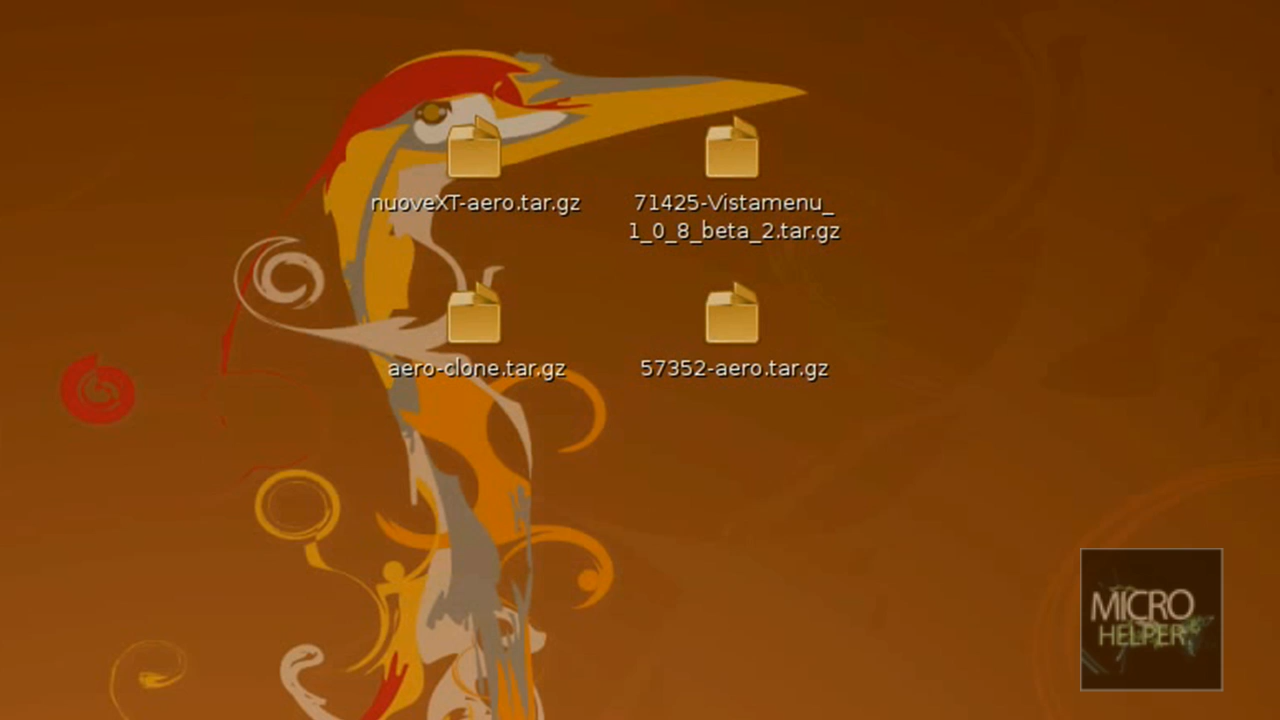 nuoveXT-aero.tar.gz
71425-Vistamenu_
1_0_8_beta_2.tar.gz
aero-clone.tar.gz
57352-aero.tar.gz
MICRO
HELPER